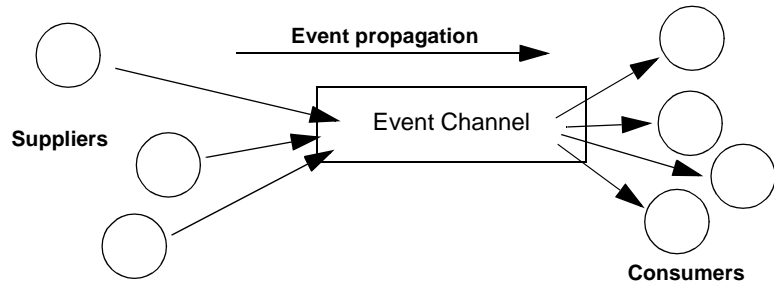 Event propagation
Event Channel
Suppliers
Consumers